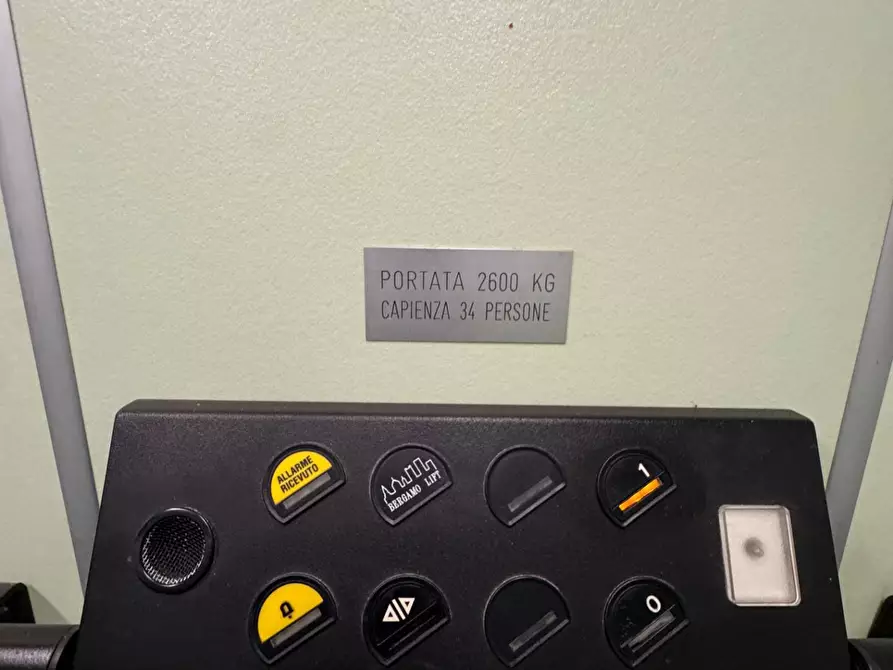 PORTATA 2600 KG
CAPIENZA 34 PERSONE
ALLARME
RICEVUTO
BERGAMO LIFT
1
0